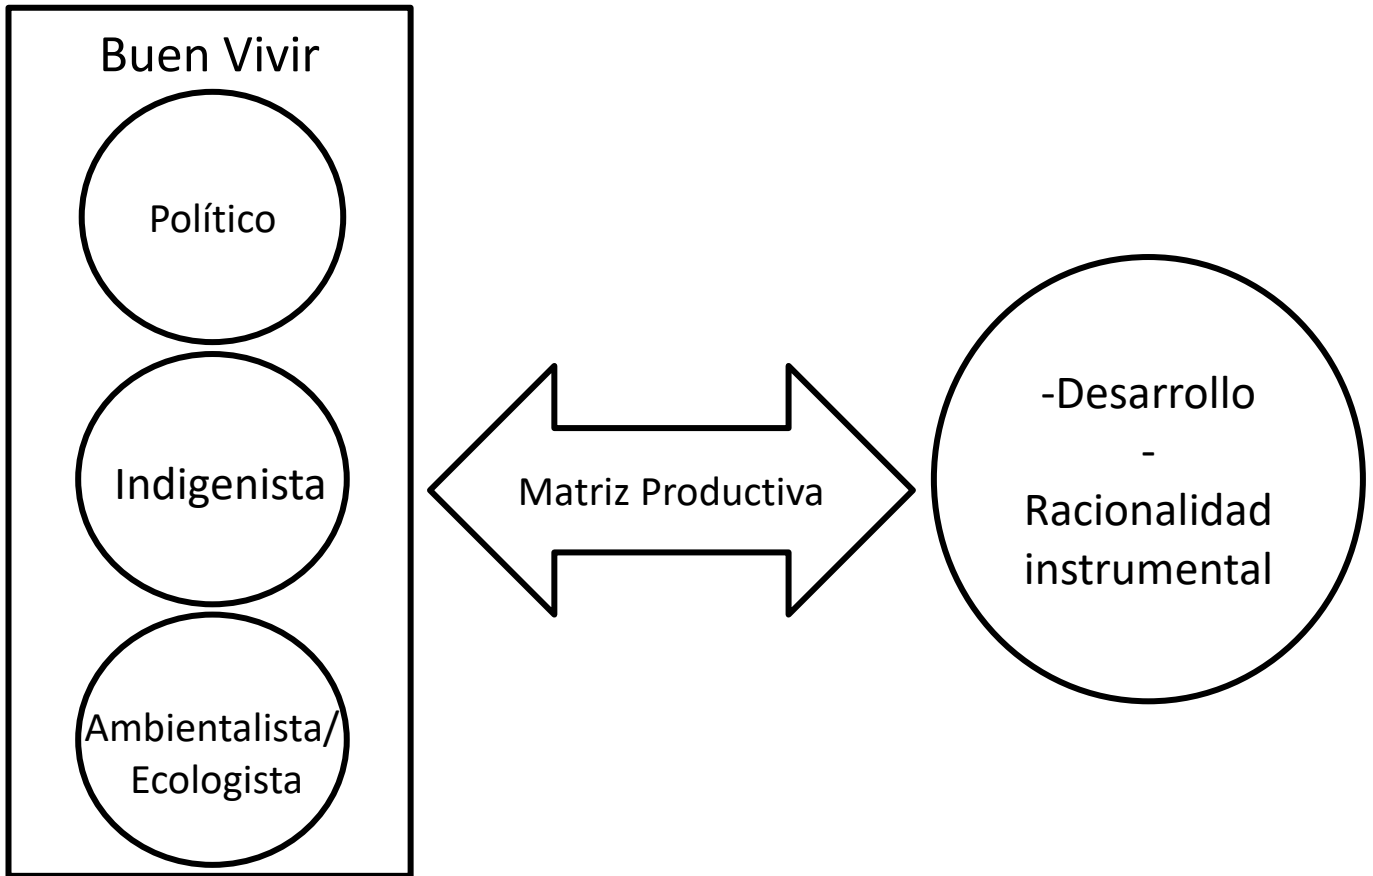 Buen Vivir
Político
Indigenista
Ambientalista/
Ecologista
Matriz Productiva
-Desarrollo
-
Racionalidad
instrumental